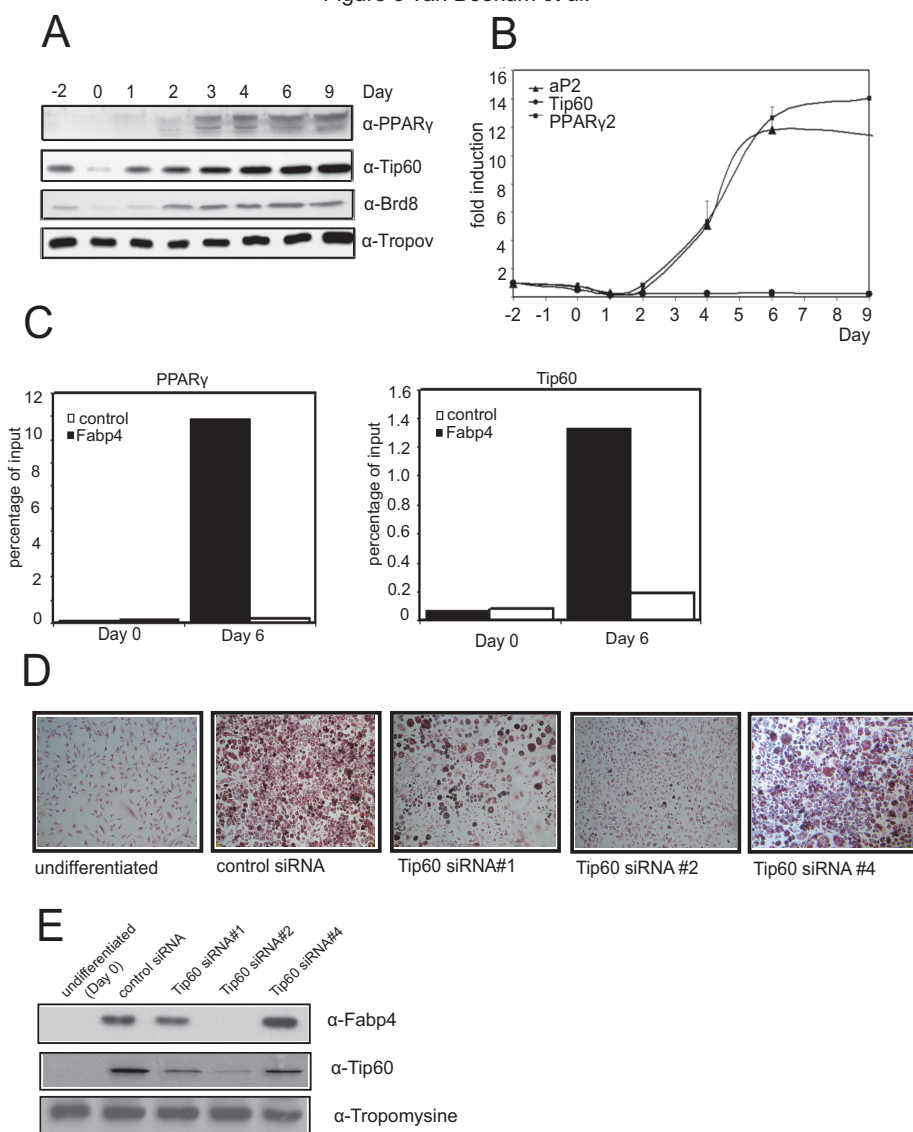 Figure 3 van Beekum et al.
A
-2 0 1 2 3 4 6 9 Day
α-PPARγ
α-Tip60
α-Brd8
α-Tropov
B
fold induction
16
14
12
10
8
6
4
2
aP2
Tip60
PPARγ2
-2 -1 0 1 2 3 4 5 6 7 8 9
Day
C
PPARγ
percentage of input
12
10
8
6
4
2
0
control
Fabp4
Day 0 Day 6
Tip60
percentage of input
1.6
1.4
1.2
1.0
0.8
0.6
0.4
0.2
0
control
Fabp4
Day 0 Day 6
D
undifferentiated
control siRNA
Tip60 siRNA#1
Tip60 siRNA #2
Tip60 siRNA #4
E
undifferentiated
(Day 0)
control siRNA
Tip60 siRNA#1
Tip60 siRNA#2
Tip60 siRNA#4
α-Fabp4
α-Tip60
α-Tropomysine